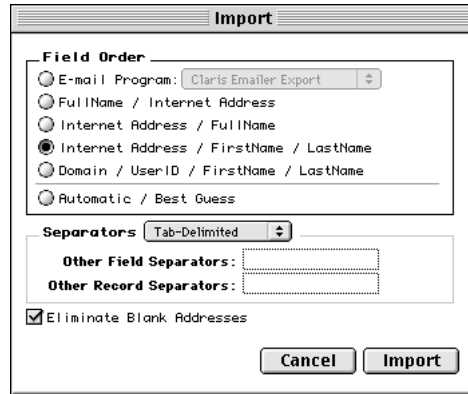 Import
Field Order
E-mail Program: Claris Emailer Export
FullName / Internet Address
Internet Address / FullName
Internet Address / FirstName / LastName
Domain / UserID / FirstName / LastName
Automatic / Best Guess
Separators Tab-Delimited
Other Field Separators:
Other Record Separators:
Eliminate Blank Addresses
Cancel Import